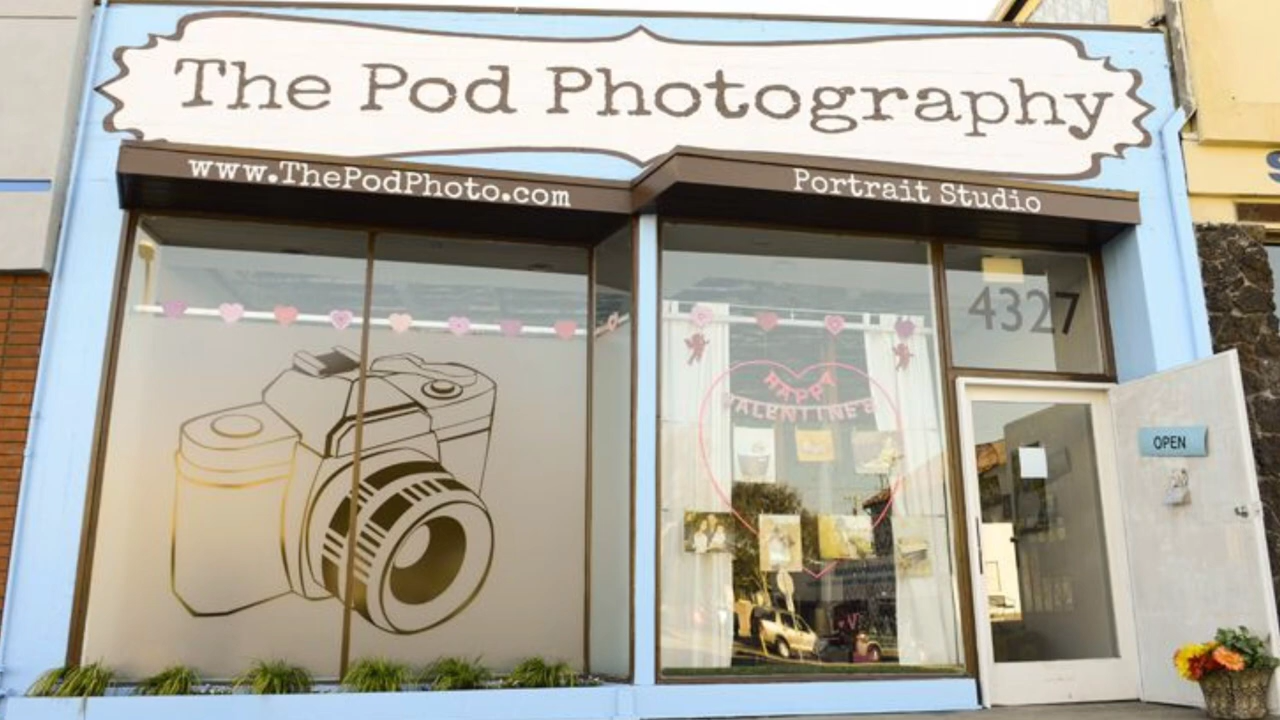 The Pod Photography
www.ThePodPhoto.com
Portrait Studio
4327
HAPPY
VALENTINE'S
OPEN